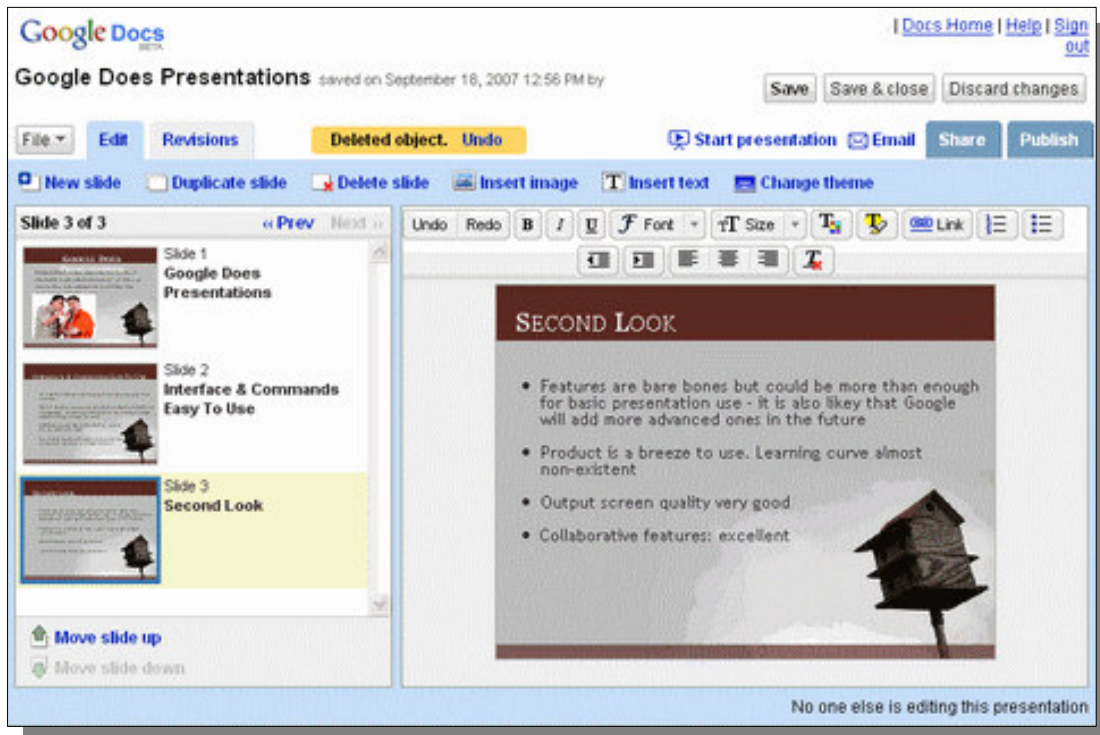 Google Docs
BETA
| Docs Home | Help | Sign
out
Google Does Presentations saved on September 18, 2007 12:56 PM by
Save Save & close Discard changes
File Edit Revisions Deleted object. Undo Start presentation Email Share Publish
New slide Duplicate slide Delete slide Insert image Insert text Change theme
Slide 3 of 3 « Prev Next »
Undo Redo B I U Font Size Link
Slide 1
Google Does
Presentations
Slide 2
Interface & Commands
Easy To Use
Slide 3
Second Look
Move slide up
Move slide down
SECOND LOOK
• Features are bare bones but could be more than enough
for basic presentation use - it is also likey that Google
will add more advanced ones in the future
• Product is a breeze to use. Learning curve almost
non-existent
• Output screen quality very good
• Collaborative features: excellent
No one else is editing this presentation